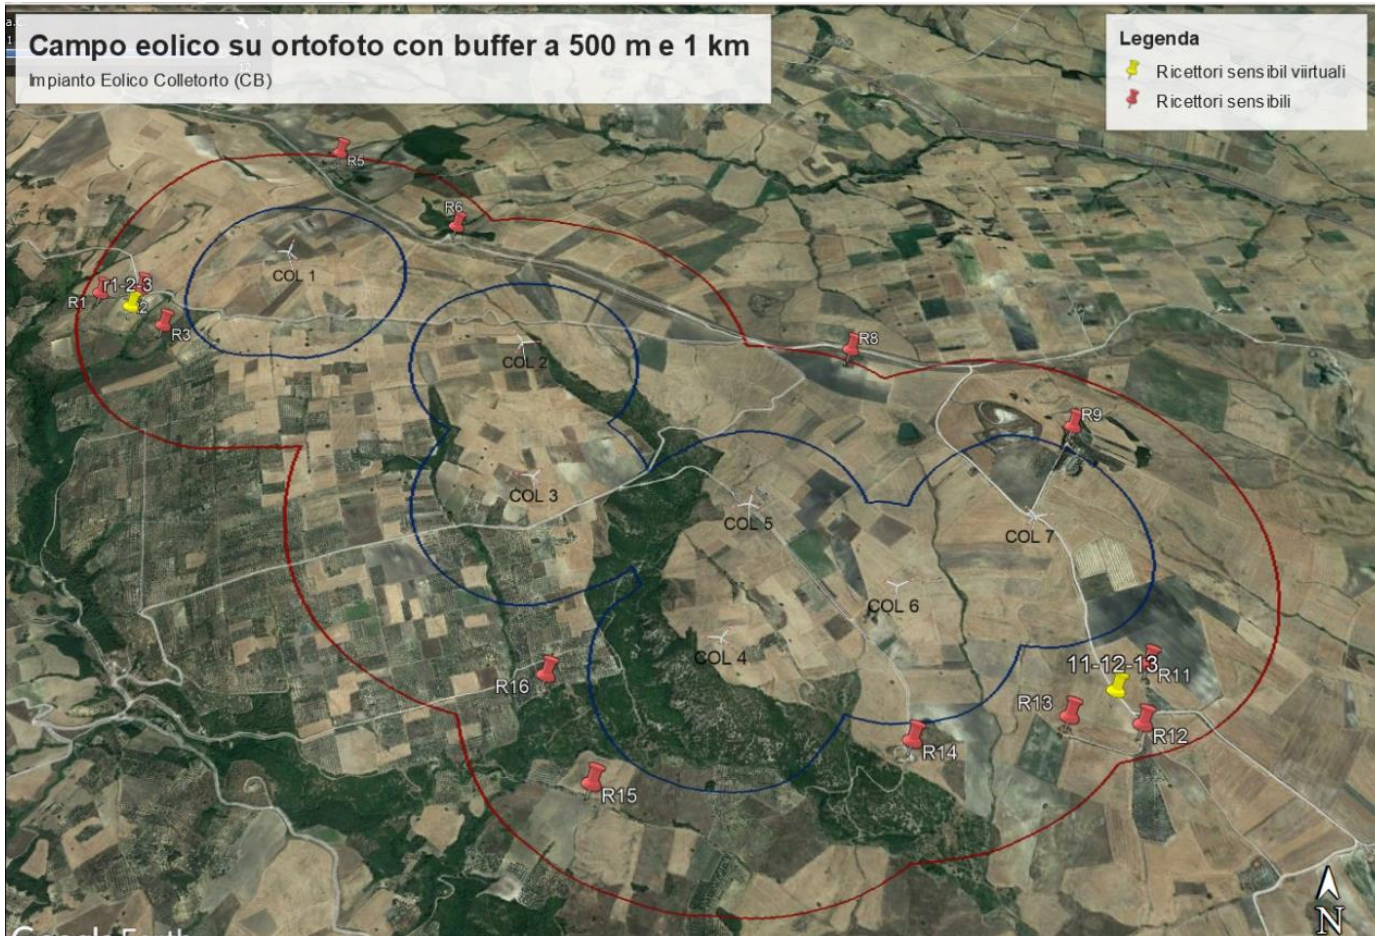 Campo eolico su ortofoto con buffer a 500 m e 1 km
Impianto Eolico Colletorto (CB)
Legenda
Ricettori sensibil viirtuali
Ricettori sensibili
R5
R6
COL 1
r1-2-3
R1
2
R3
R8
COL 2
R9
COL 3
COL 5
COL 7
COL 6
COL 4
11-12-13
R11
R16
R13
R12
R14
R15
N
Google Earth